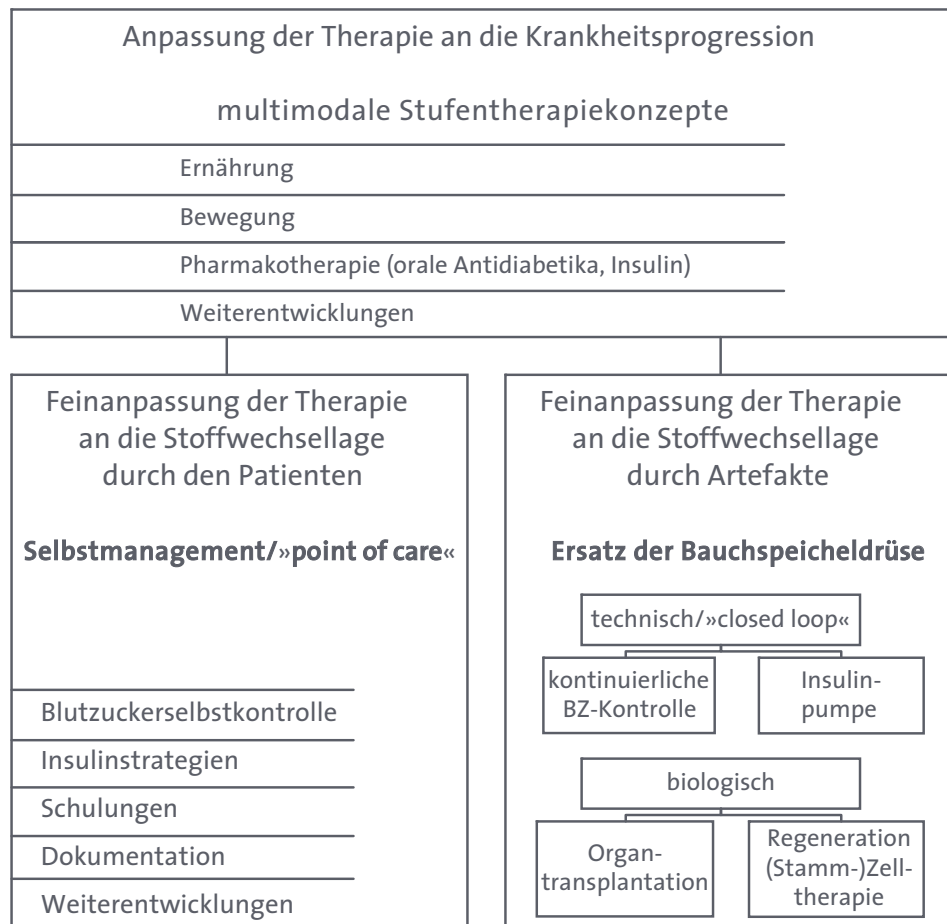 Anpassung der Therapie an die Krankheitsprogression
multimodale Stufentherapiekonzepte
Ernährung
Bewegung
Pharmakotherapie (orale Antidiabetika, Insulin)
Weiterentwicklungen
Feinanpassung der Therapie
an die Stoffwechsellage
durch den Patienten
Selbstmanagement/»point of care«
Blutzuckerselbstkontrolle
Insulinstrategien
Schulungen
Dokumentation
Weiterentwicklungen
Feinanpassung der Therapie
an die Stoffwechsellage
durch Artefakte
Ersatz der Bauchspeicheldrüse
technisch/»closed loop«
kontinuierliche
BZ-Kontrolle
Insulin-
pumpe
biologisch
Organ-
transplantation
Regeneration
(Stamm-)Zell-
therapie